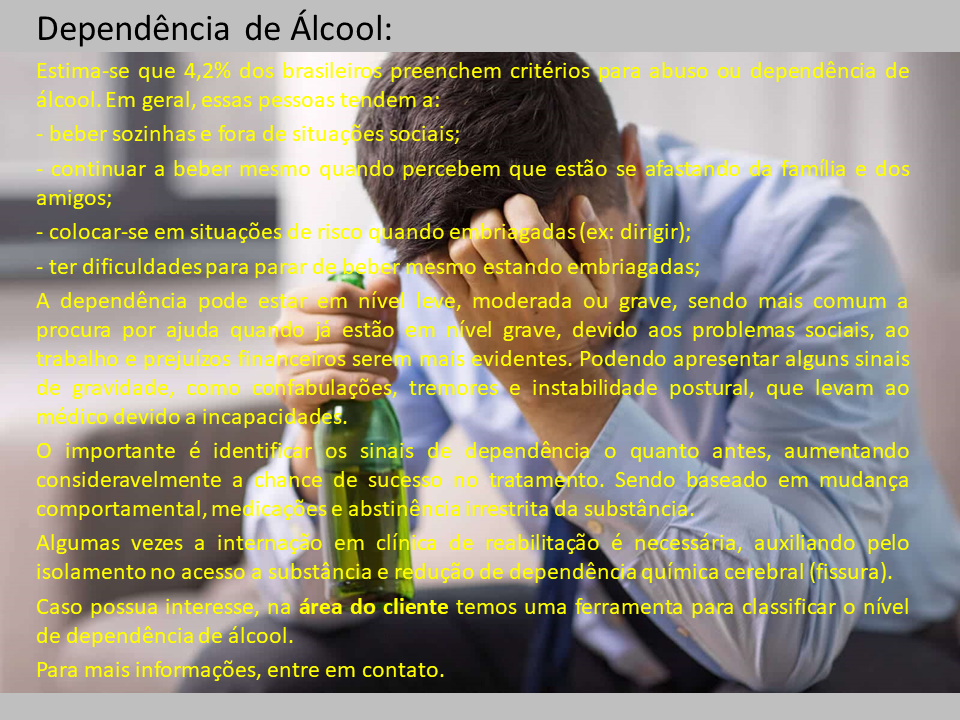 Dependência de Álcool:
Estima-se que 4,2% dos brasileiros preenchem critérios para abuso ou dependência de
álcool. Em geral, essas pessoas tendem a:
- beber sozinhas e fora de situações sociais;
- continuar a beber mesmo quando percebem que estão se afastando da família e dos
amigos;
- colocar-se em situações de risco quando embriagadas (ex: dirigir);
- ter dificuldades para parar de beber mesmo estando embriagadas;
A dependência pode estar em nível leve, moderada ou grave, sendo mais comum a
procura por ajuda quando já estão em nível grave, devido aos problemas sociais, ao
trabalho e prejuízos financeiros serem mais evidentes. Podendo apresentar alguns sinais
de gravidade, como confabulações, tremores e instabilidade postural, que levam ao
médico devido a incapacidades.
O importante é identificar os sinais de dependência o quanto antes, aumentando
consideravelmente a chance de sucesso no tratamento. Sendo baseado em mudança
comportamental, medicações e abstinência irrestrita da substância.
Algumas vezes a internação em clínica de reabilitação é necessária, auxiliando pelo
isolamento no acesso a substância e redução de dependência química cerebral (fissura).
Caso possua interesse, na área do cliente temos uma ferramenta para classificar o nível
de dependência de álcool.
Para mais informações, entre em contato.